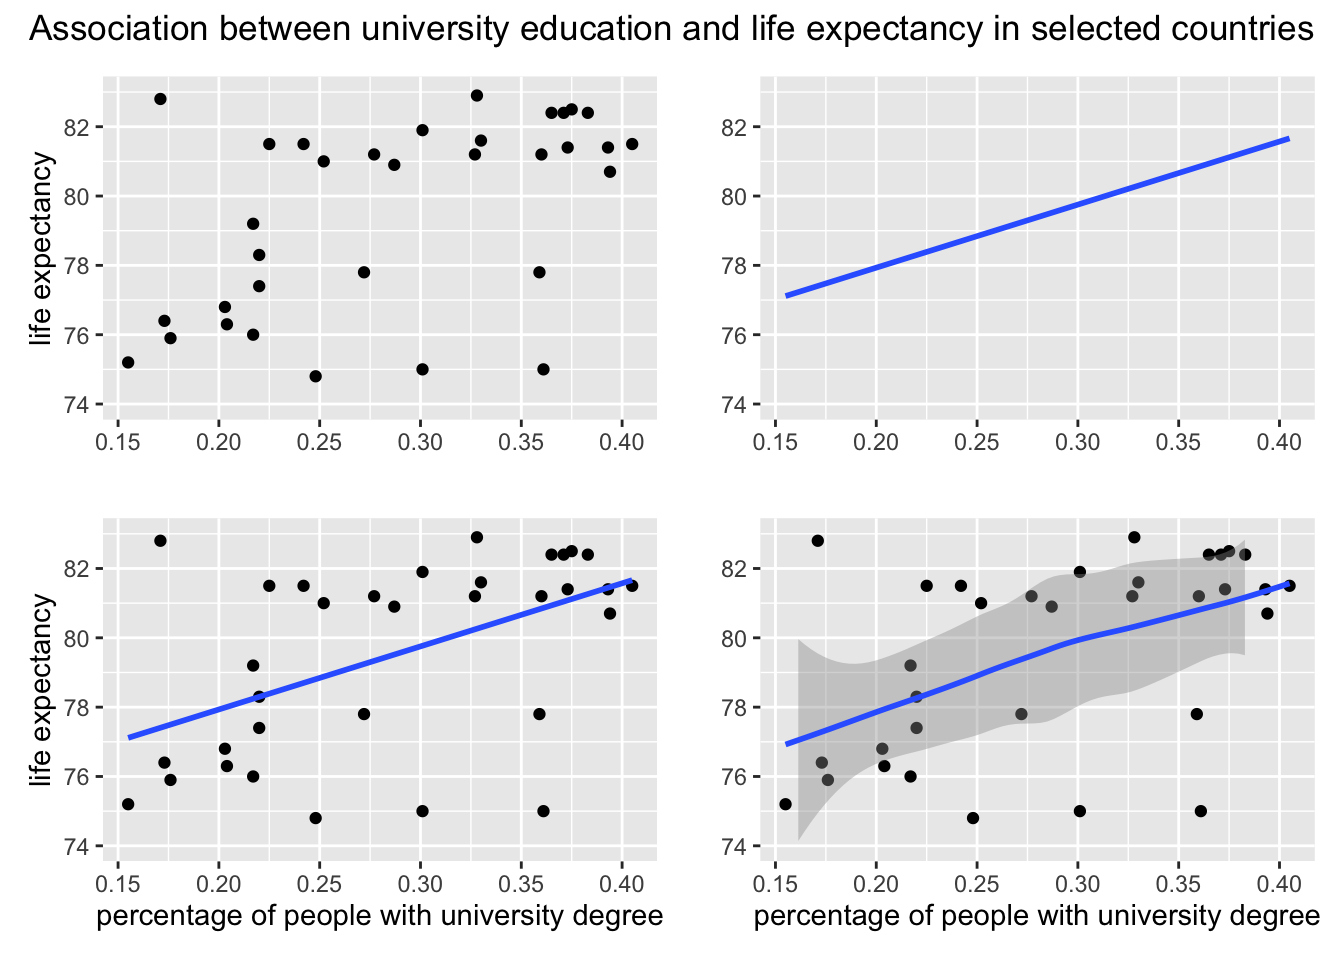 Association between university education and life expectancy in selected countries
life expectancy
82
80
78
76
74
0.15 0.20 0.25 0.30 0.35 0.40
82
80
78
76
74
0.15 0.20 0.25 0.30 0.35 0.40
life expectancy
82
80
78
76
74
0.15 0.20 0.25 0.30 0.35 0.40
percentage of people with university degree
82
80
78
76
74
0.15 0.20 0.25 0.30 0.35 0.40
percentage of people with university degree